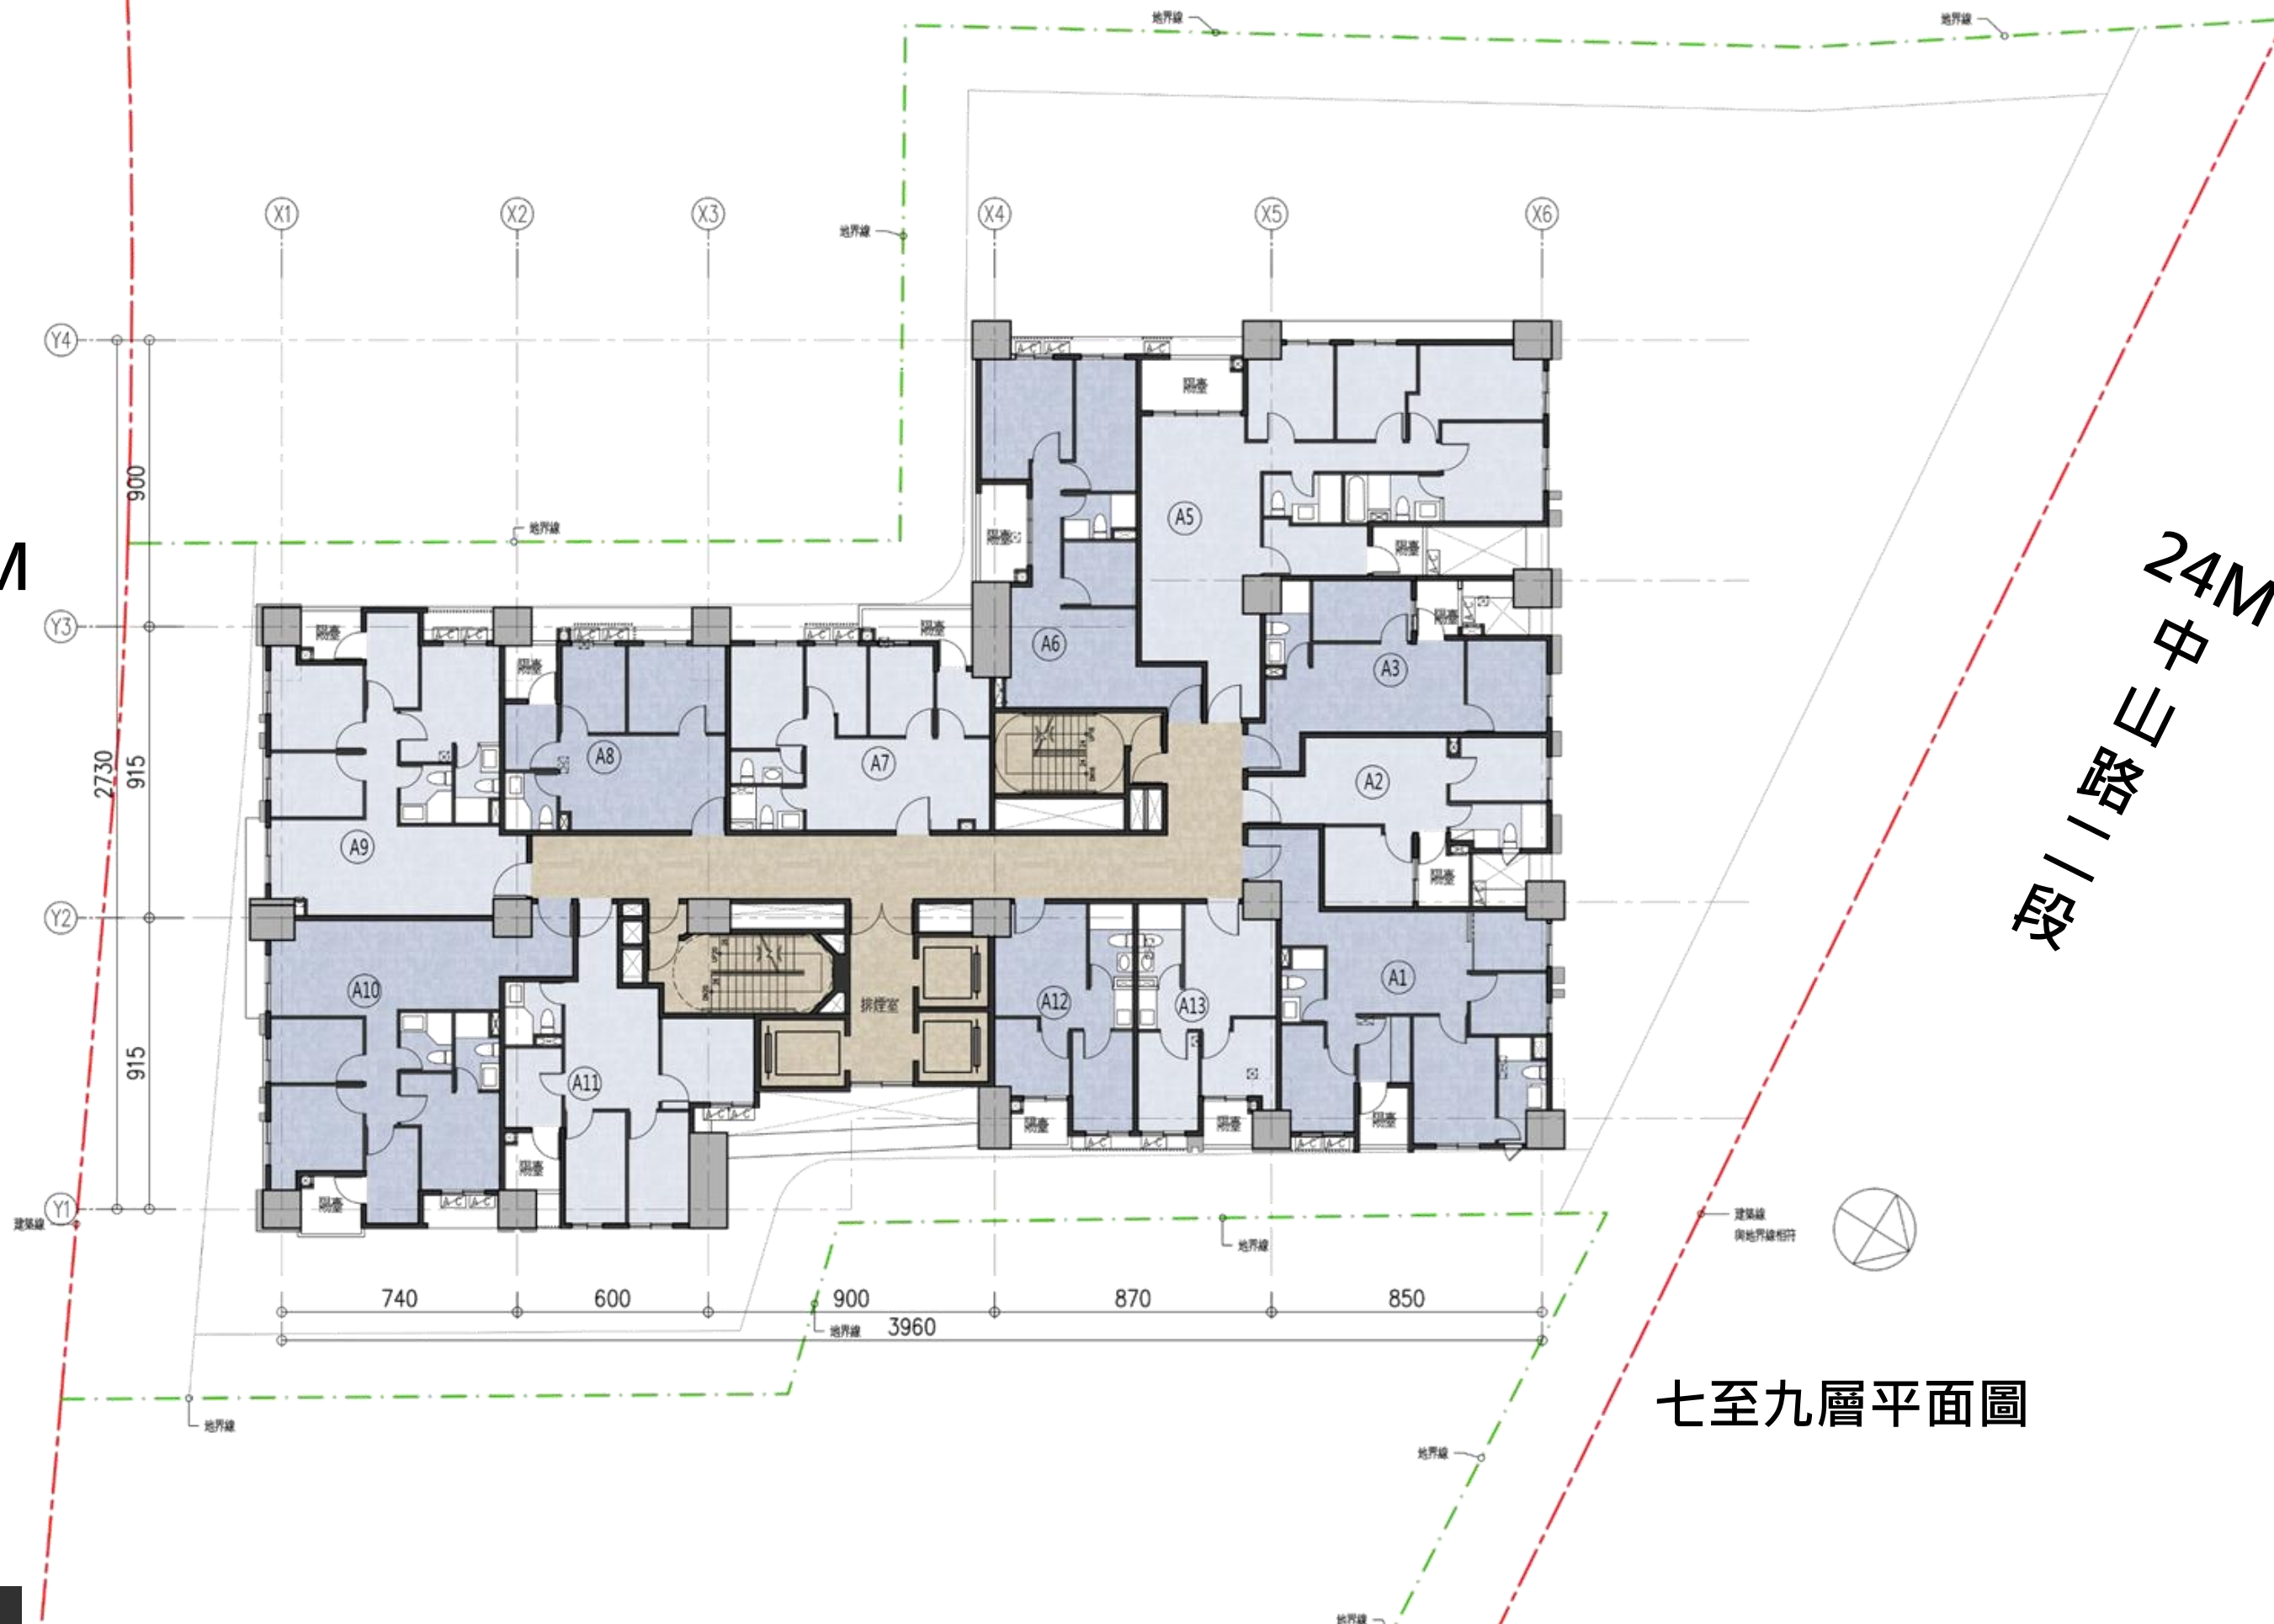 地界線
地界線
X1
X2
X3
地界線
X4
X5
X6
Y4
A/C A/C
A/C
陽臺
900
地界線
M
A5
陽臺
陽臺
A/C
24M
中
山
路
二
段
Y3
陽臺
A/C A/C
A/C A/C
A/C A/C
陽臺
陽臺
A/C
陽臺
A6
A3
2730
915
A8
A7
A2
A9
陽臺
Y2
A10
A12
A13
A1
排煙室
915
A11
A/C A/C
陽臺
陽臺
陽臺
A/C
A/C
A/C A/C
陽臺
陽臺
A/C A/C
Y1
建築線
地界線
建築線
與地界線相符
740
600
900
870
850
地界線
3960
七至九層平面圖
地界線
地界線
地界線